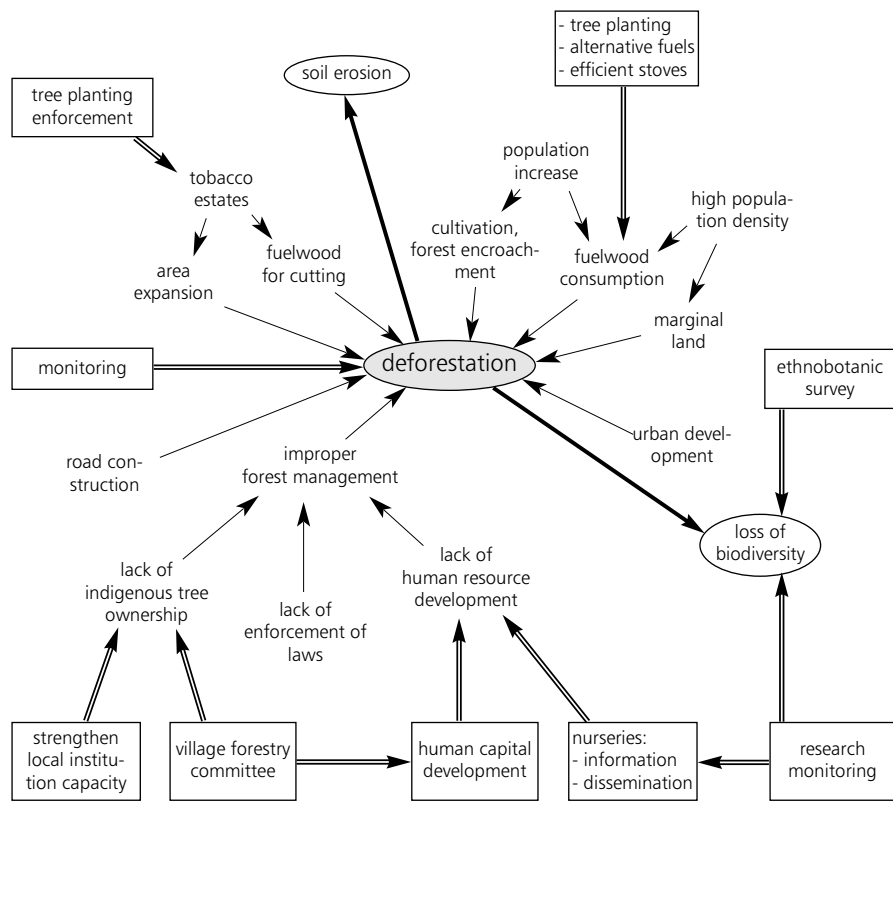 - tree planting
- alternative fuels
- efficient stoves
soil erosion
tree planting
enforcement
population
increase
tobacco
estates
high popula-
tion density
cultivation,
forest encroach-
ment
fuelwood
for cutting
fuelwood
consumption
area
expansion
marginal
land
monitoring
deforestation
ethnobotanic
survey
urban devel-
opment
improper
forest management
road con-
struction
loss of
biodiversity
lack of
human resource
development
lack of
indigenous tree
ownership
lack of
enforcement of
laws
strengthen
local institu-
tion capacity
village forestry
committee
human capital
development
nurseries:
- information
- dissemination
research
monitoring